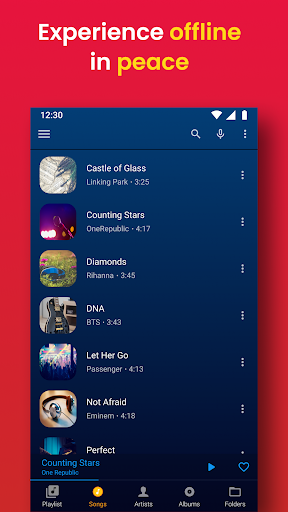 Experience offline
in peace
12:30
Castle of Glass
Linking Park • 3:25
Counting Stars
OneRepublic • 4:17
Diamonds
Rihanna • 3:45
DNA
BTS • 3:43
Let Her Go
Passenger • 4:13
Not Afraid
Eminem • 4:18
Perfect
Counting Stars
One Republic
Playlist Songs Artists Albums Folders